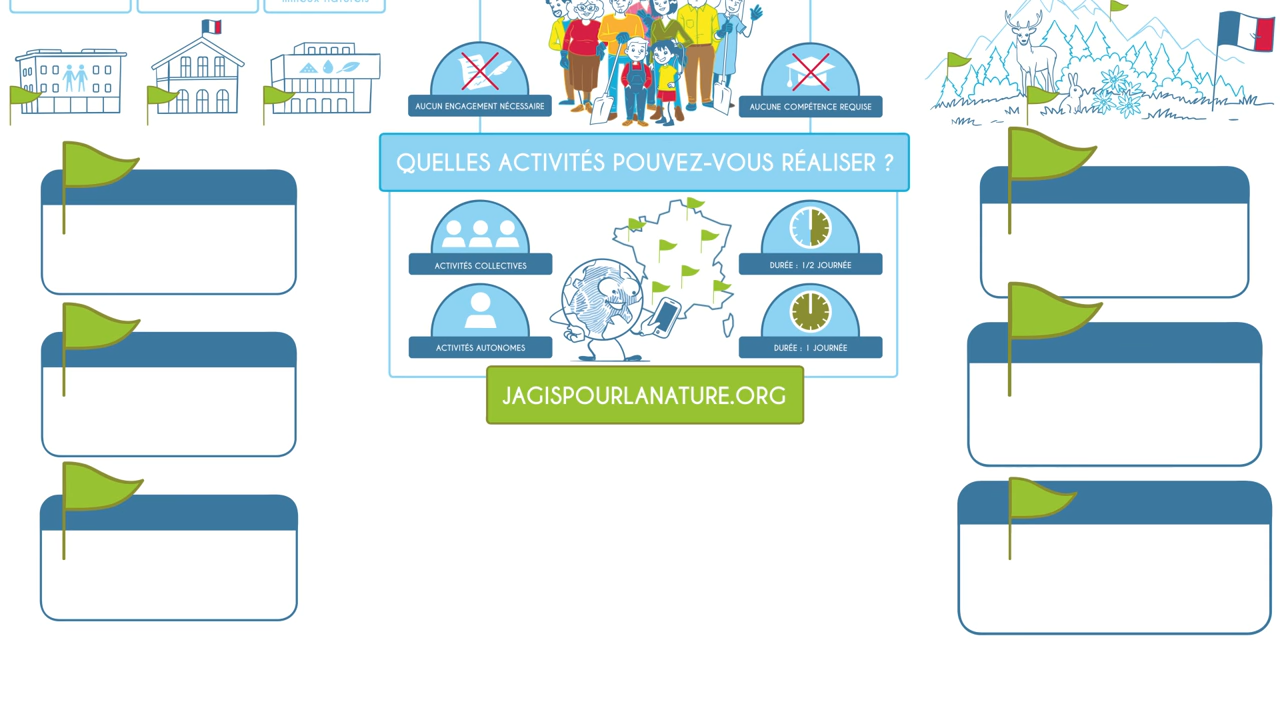 AUCUN ENGAGEMENT NÉCESSAIRE
AUCUNE COMPÉTENCE REQUISE
QUELLES ACTIVITÉS POUVEZ-VOUS RÉALISER ?
ACTIVITÉS COLLECTIVES
DURÉE : 1/2 JOURNÉE
ACTIVITÉS AUTONOMES
DURÉE : 1 JOURNÉE
JAGISPOURLANATURE.ORG